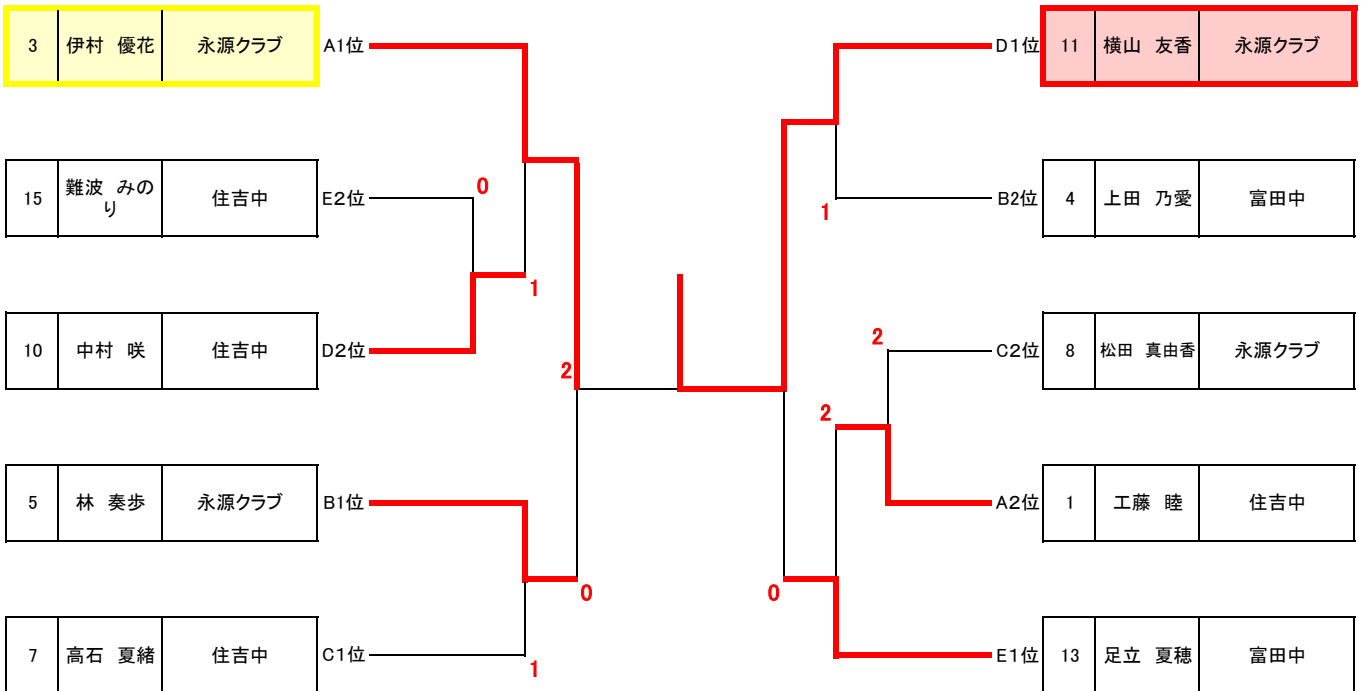 3 伊村 優花 永源クラブ A1位
D1位 11 横山 友香 永源クラブ
15 難波 みの
り 住吉中 E2位
0
B2位 4 上田 乃愛 富田中
1
1
10 中村 咲 住吉中 D2位
2
C2位 8 松田 真由香 永源クラブ
2
2
5 林 奏歩 永源クラブ B1位
A2位 1 工藤 睦 住吉中
0
0
7 高石 夏緒 住吉中 C1位
1
E1位 13 足立 夏穂 富田中